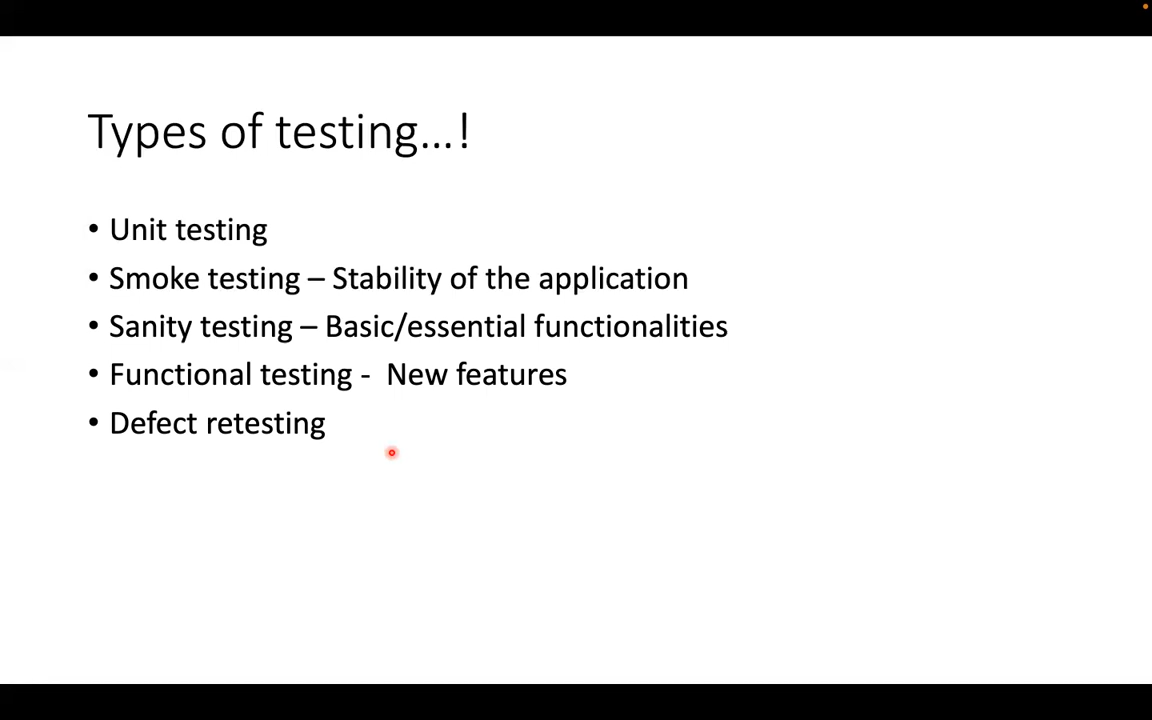 Types of testing...!
• Unit testing
• Smoke testing – Stability of the application
• Sanity testing – Basic/essential functionalities
• Functional testing -  New features
• Defect retesting